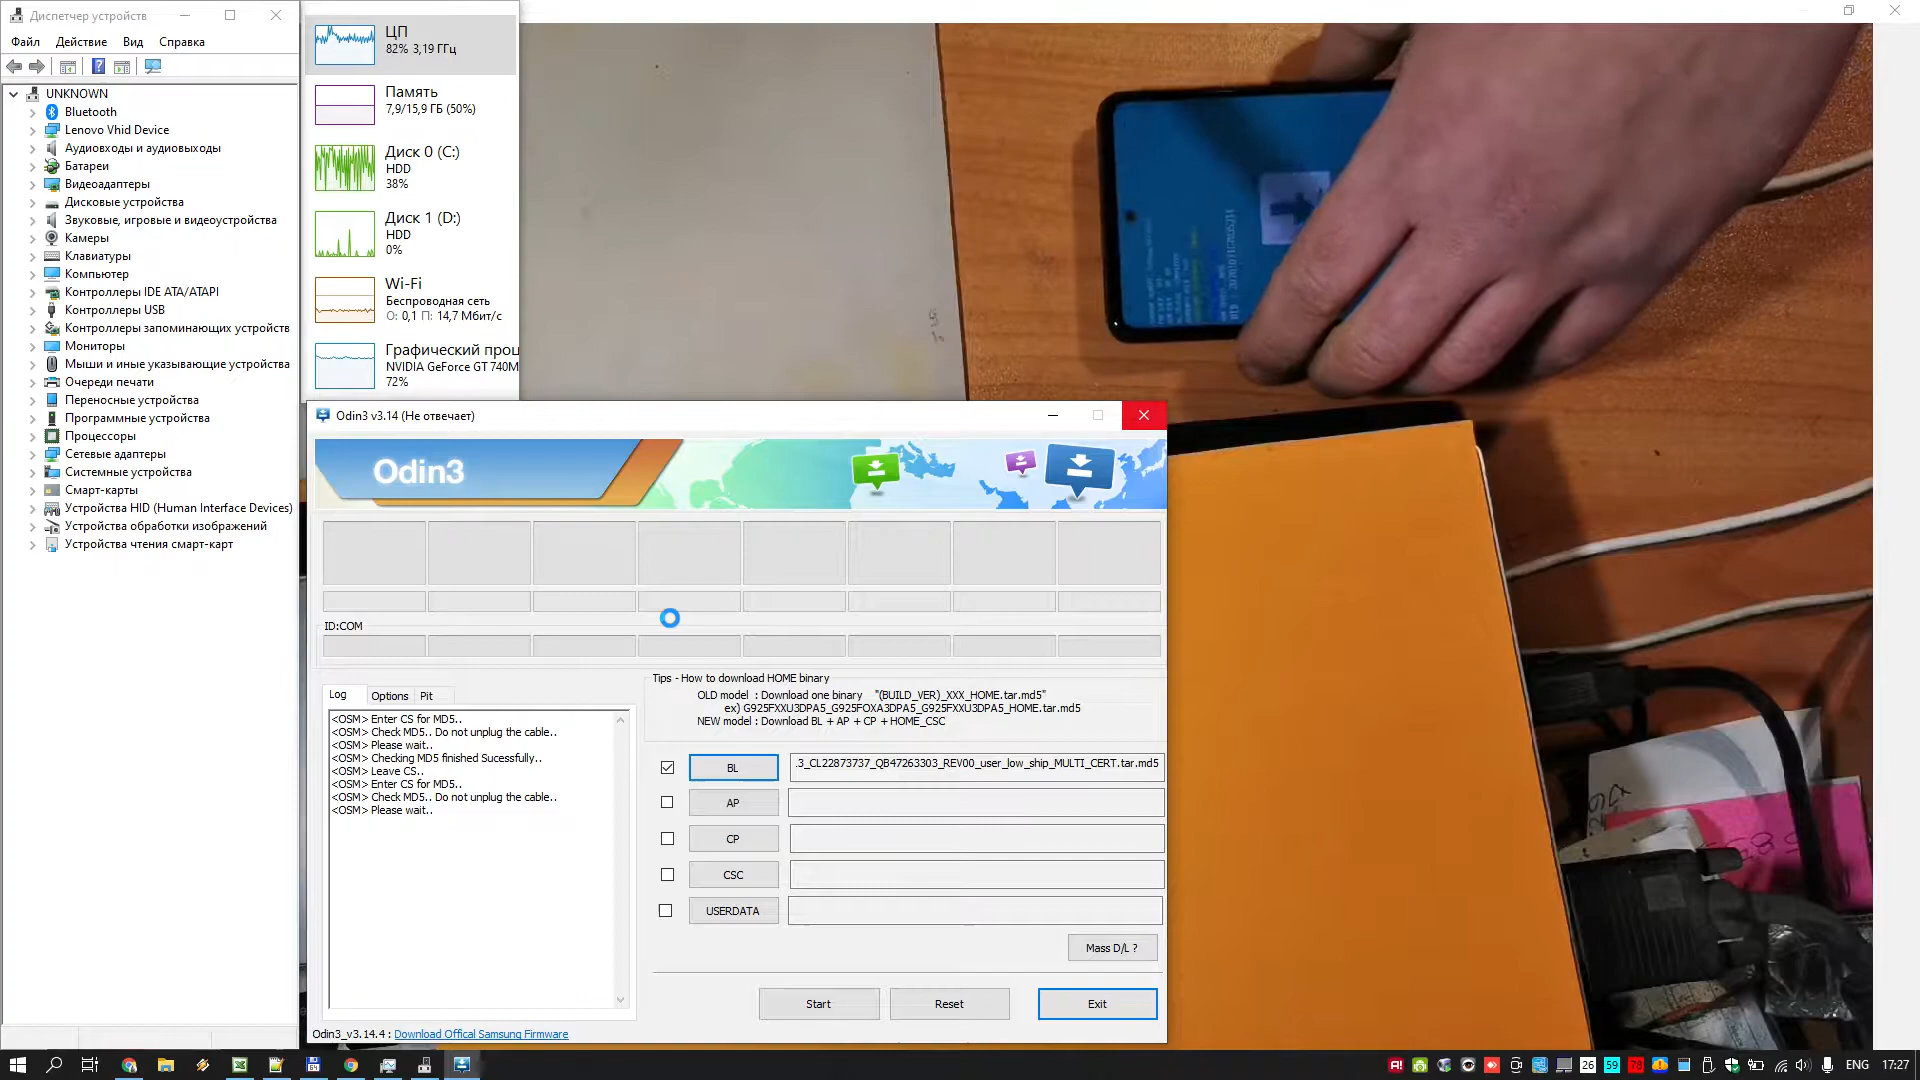 Диспетчер устройств
Файл Действие Вид Справка
UNKNOWN
Bluetooth
Lenovo Vhid Device
Аудиовходы и аудиовыходы
Батареи
Видеоадаптеры
Дисковые устройства
Звуковые, игровые и видеоустройства
Камеры
Клавиатуры
Компьютер
Контроллеры IDE ATA/ATAPI
Контроллеры USB
Контроллеры запоминающих устройств
Мониторы
Мыши и иные указывающие устройства
Очереди печати
Переносные устройства
Программные устройства
Процессоры
Сетевые адаптеры
Системные устройства
Смарт-карты
Устройства HID (Human Interface Devices)
Устройства обработки изображений
Устройства чтения смарт-карт
ЦП
82% 3,19 ГГц
Память
7,9/15,9 ГБ (50%)
Диск 0 (C:)
HDD
38%
Диск 1 (D:)
HDD
0%
Wi-Fi
Беспроводная сеть
О: 0,1 П: 14,7 Мбит/с
Графический проц
NVIDIA GeForce GT 740M
72%
Odin3 v3.14 (Не отвечает)
Odin3
ID:COM
Log Options Pit
<OSM> Enter CS for MD5..
<OSM> Check MD5.. Do not unplug the cable..
<OSM> Please wait..
<OSM> Checking MD5 finished Sucessfully..
<OSM> Leave CS..
<OSM> Enter CS for MD5..
<OSM> Check MD5.. Do not unplug the cable..
<OSM> Please wait..
Tips - How to download HOME binary
OLD model : Download one binary "(BUILD_VER)_XXX_HOME.tar.md5"
ex) G925FXXU3DPA5_G925FOXA3DPA5_G925FXXU3DPA5_HOME.tar.md5
NEW model : Download BL + AP + CP + HOME_CSC
BL .3_CL22873737_QB47263303_REV00_user_low_ship_MULTI_CERT.tar.md5
AP
CP
CSC
USERDATA
Mass D/L ?
Start Reset Exit
Odin3_v3.14.4 : Download Offical Samsung Firmware
26 59 78 ENG 17:27